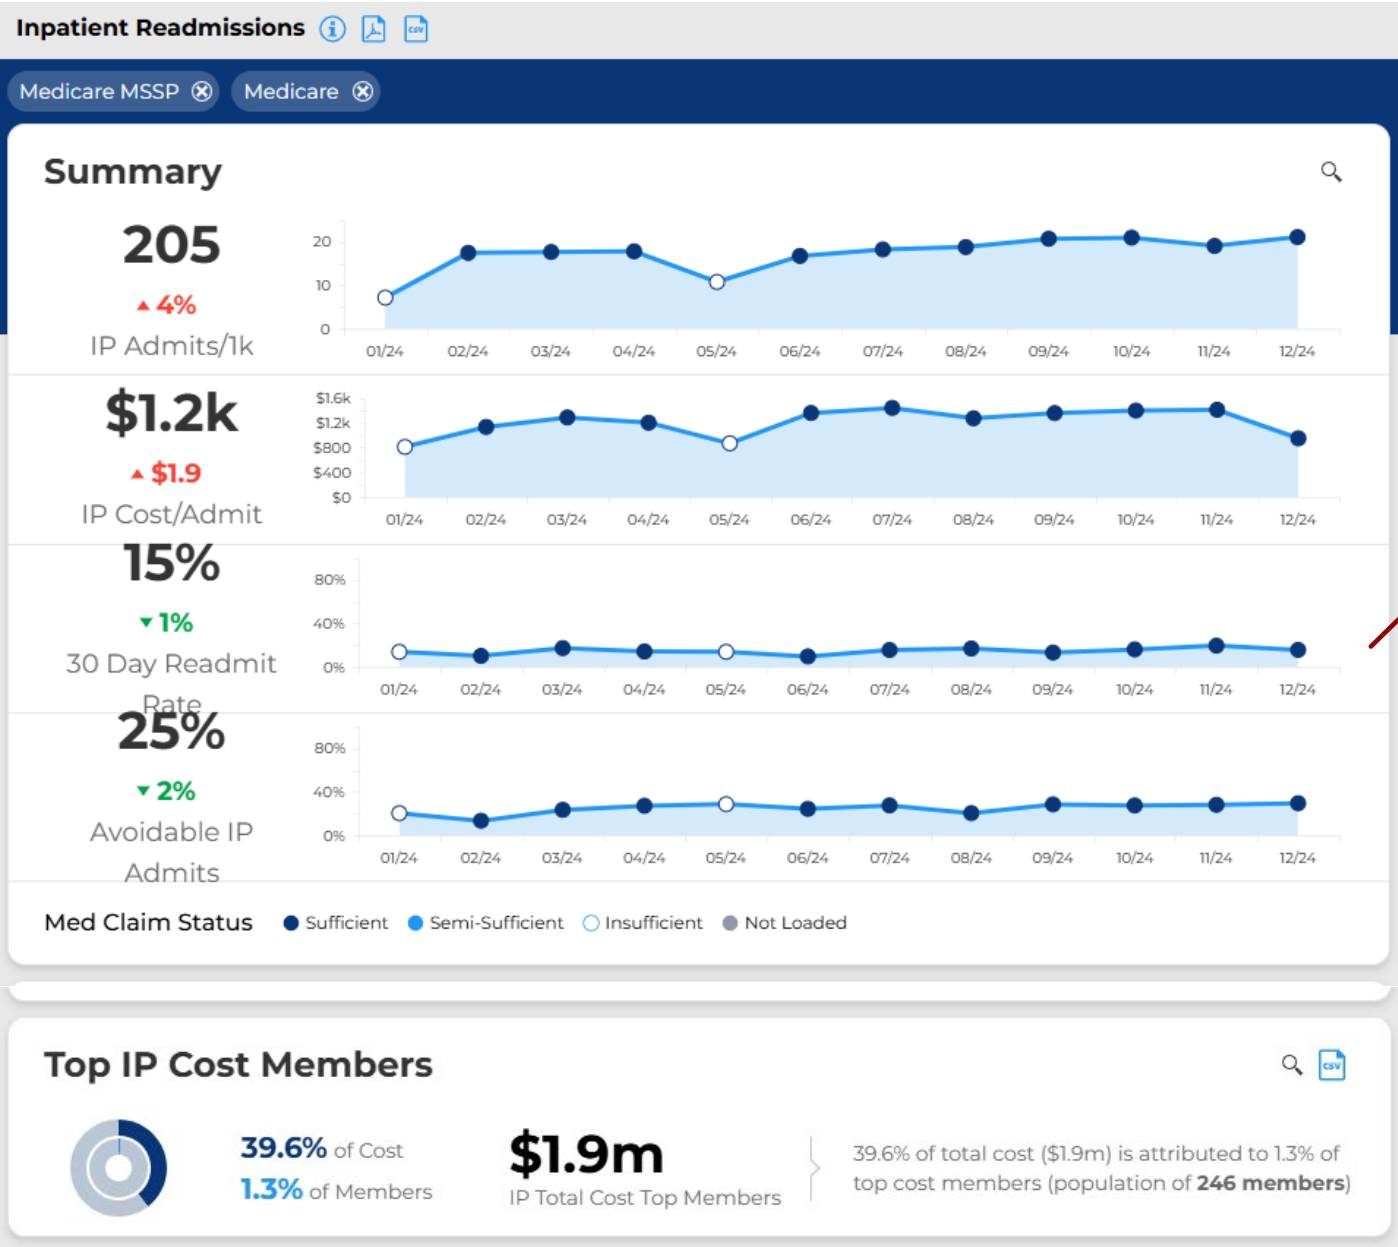 Inpatient Readmissions
csv
Medicare MSSP
Medicare
Summary
205
4%
IP Admits/1k
20
10
0
01/24 02/24 03/24 04/24 05/24 06/24 07/24 08/24 09/24 10/24 11/24 12/24
$1.2k
$1.9
IP Cost/Admit
$1.6k
$1.2k
$800
$400
$0
01/24 02/24 03/24 04/24 05/24 06/24 07/24 08/24 09/24 10/24 11/24 12/24
15%
1%
30 Day Readmit
Rate
80%
40%
0%
01/24 02/24 03/24 04/24 05/24 06/24 07/24 08/24 09/24 10/24 11/24 12/24
25%
2%
Avoidable IP
Admits
80%
40%
0%
01/24 02/24 03/24 04/24 05/24 06/24 07/24 08/24 09/24 10/24 11/24 12/24
Med Claim Status Sufficient Semi-Sufficient Insufficient Not Loaded
Top IP Cost Members
csv
39.6% of Cost
1.3% of Members
$1.9m
IP Total Cost Top Members
39.6% of total cost ($1.9m) is attributed to 1.3% of
top cost members (population of 246 members)